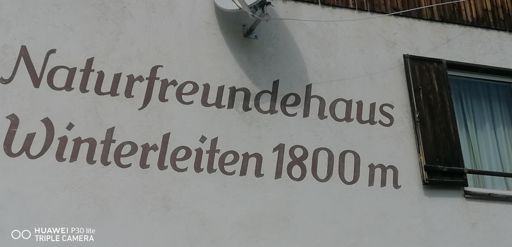 Naturfreundehaus
Winterleiten 1800 m
HUAWEI P30 lite
TRIPLE CAMERA